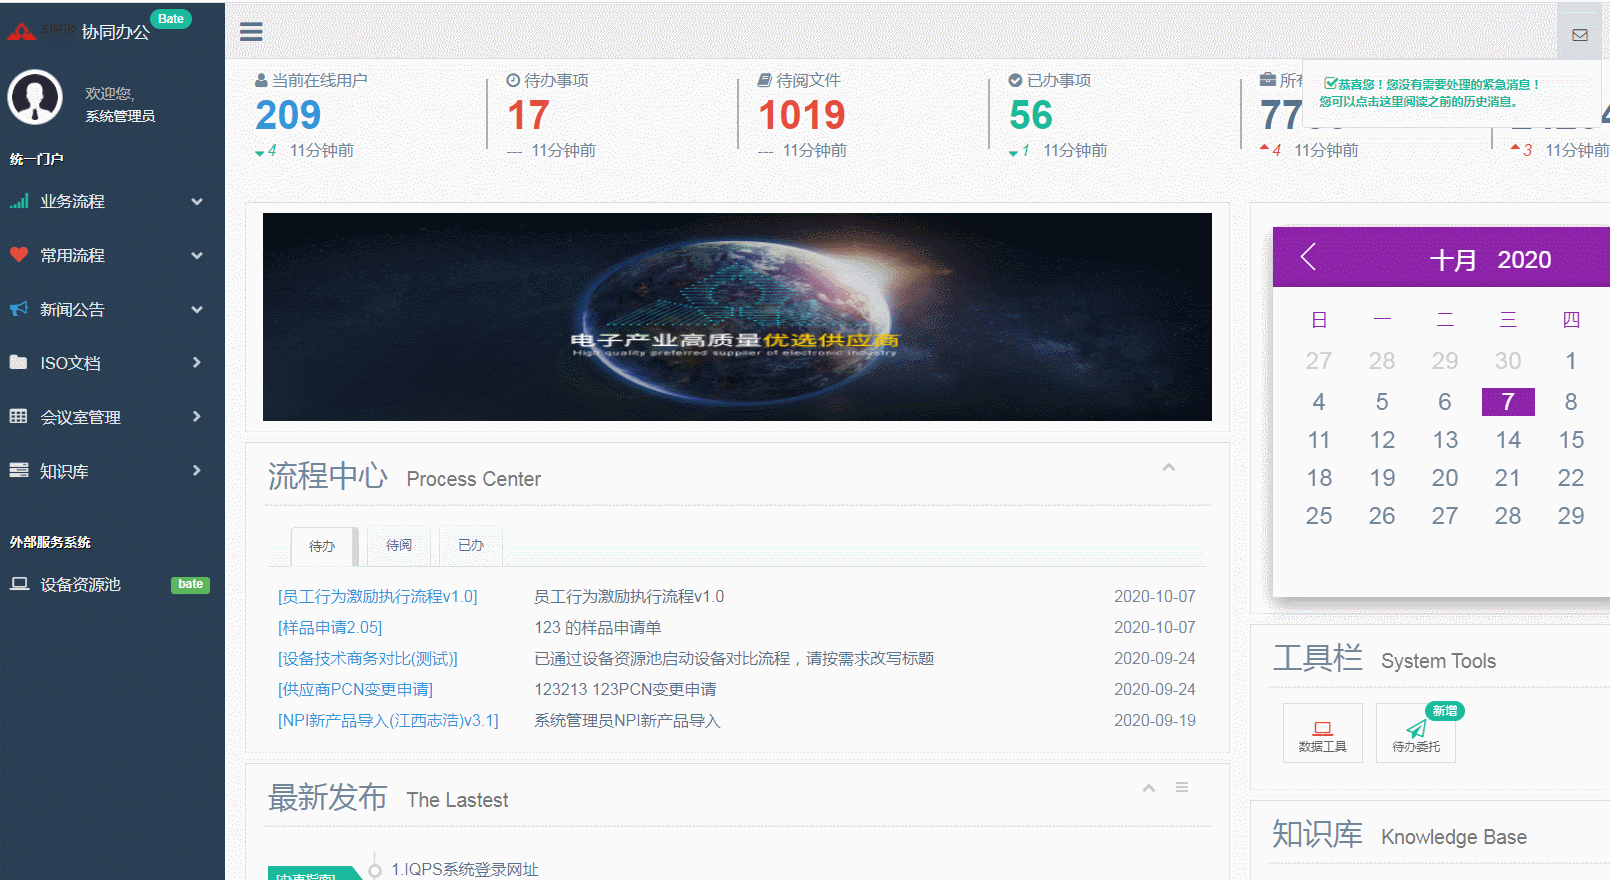 协同办公
Bate
欢迎您,
系统管理员
统一门户
业务流程
常用流程
新闻公告
ISO文档
会议室管理
知识库
外部服务系统
设备资源池
bate
当前在线用户
209
4 11分钟前
待办事项
17
--- 11分钟前
待阅文件
1019
--- 11分钟前
已办事项
56
1 11分钟前
所有
77
4 11分钟前
3 11分钟前
恭喜您！您没有需要处理的紧急消息！
您可以点击这里阅读之前的历史消息。
电子产业高质量优选供应商
High quality preferred supplier of electronic industry
流程中心 Process Center
待办 待阅 已办
[员工行为激励执行流程v1.0] 员工行为激励执行流程v1.0 2020-10-07
[样品申请2.05] 123 的样品申请单 2020-10-07
[设备技术商务对比(测试)] 已通过设备资源池启动设备对比流程，请按需求改写标题 2020-09-24
[供应商PCN变更申请] 123213 123PCN变更申请 2020-09-24
[NPI新产品导入(江西志浩)v3.1] 系统管理员NPI新产品导入 2020-09-19
最新发布 The Lastest
[办事指南]
1.IQPS系统登录网址
十月 2020
日 一 二 三 四
27 28 29 30 1
4 5 6 7 8
11 12 13 14 15
18 19 20 21 22
25 26 27 28 29
工具栏 System Tools
数据工具
新增
待办委托
知识库 Knowledge Base